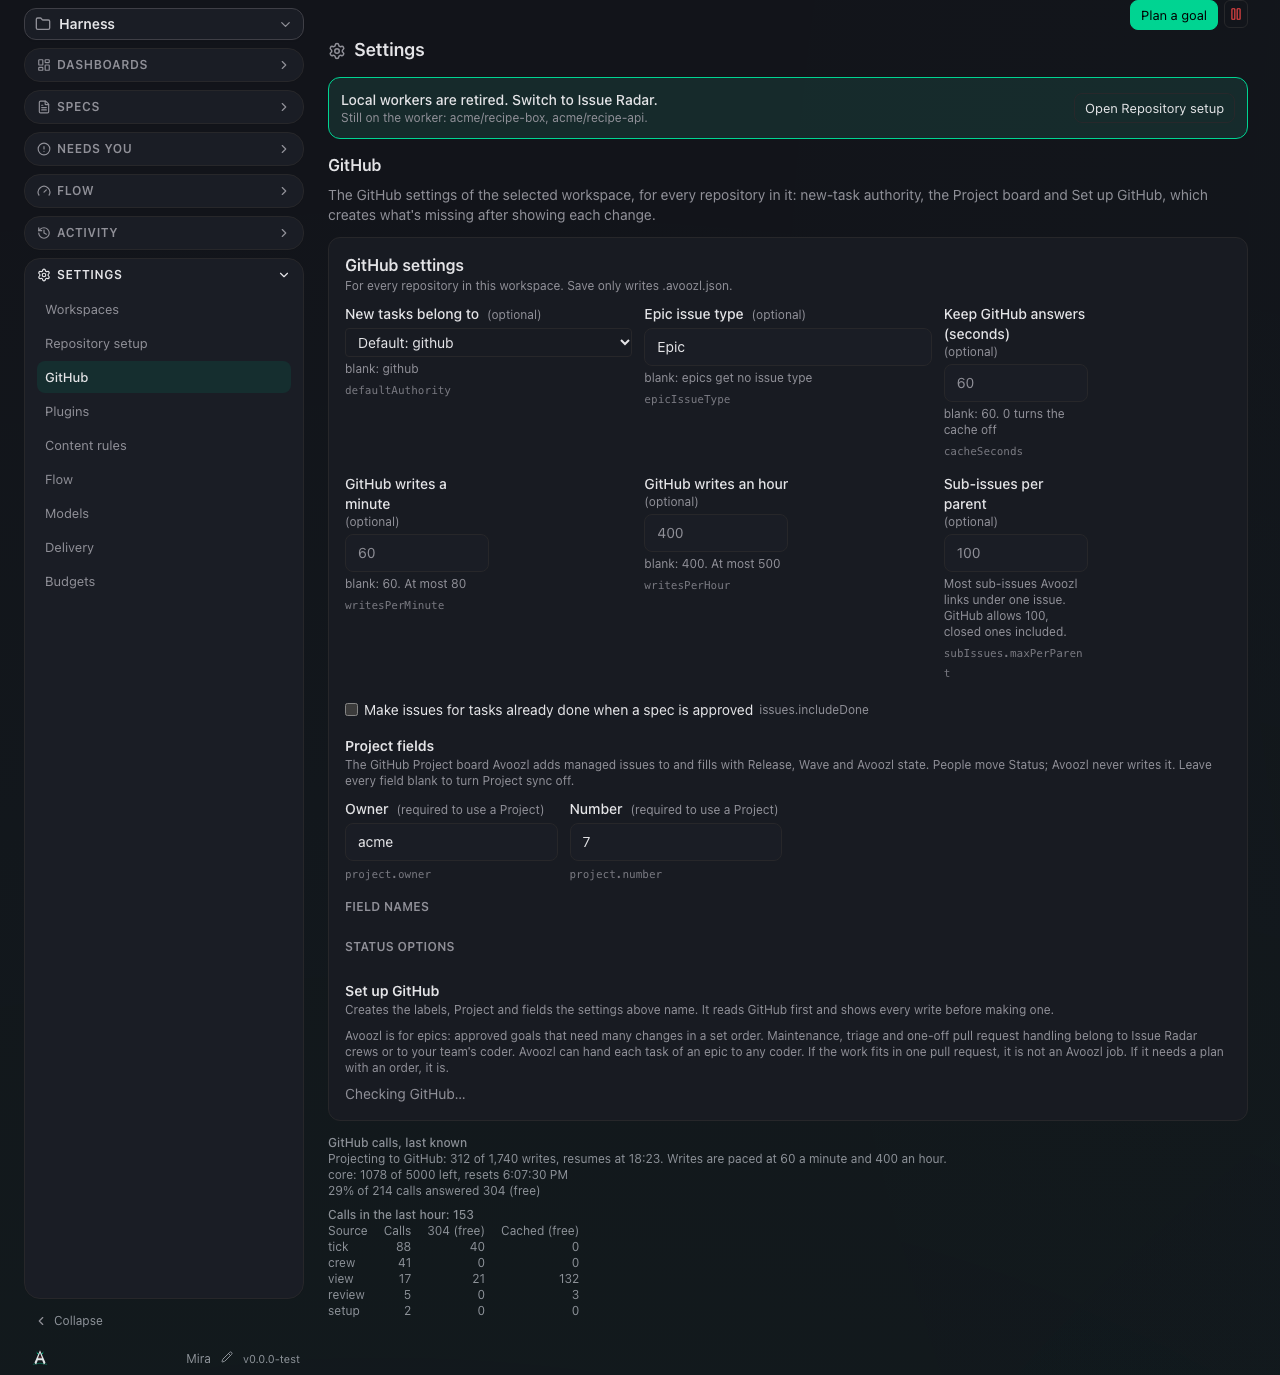 Harness
DASHBOARDS
SPECS
NEEDS YOU
FLOW
ACTIVITY
SETTINGS
Workspaces
Repository setup
GitHub
Plugins
Content rules
Flow
Models
Delivery
Budgets
Collapse
Mira v0.0.0-test
Plan a goal
Settings
Local workers are retired. Switch to Issue Radar.
Still on the worker: acme/recipe-box, acme/recipe-api.
Open Repository setup
GitHub
The GitHub settings of the selected workspace, for every repository in it: new-task authority, the Project board and Set up GitHub, which
creates what's missing after showing each change.
GitHub settings
For every repository in this workspace. Save only writes .avoozl.json.
New tasks belong to (optional)
Default: github
blank: github
defaultAuthority
Epic issue type (optional)
Epic
blank: epics get no issue type
epicIssueType
Keep GitHub answers
(seconds)
(optional)
60
blank: 60. 0 turns the
cache off
cacheSeconds
GitHub writes a
minute
(optional)
60
blank: 60. At most 80
writesPerMinute
GitHub writes an hour
(optional)
400
blank: 400. At most 500
writesPerHour
Sub-issues per
parent
(optional)
100
Most sub-issues Avoozl
links under one issue.
GitHub allows 100,
closed ones included.
subIssues.maxPerParen
t
Make issues for tasks already done when a spec is approved issues.includeDone
Project fields
The GitHub Project board Avoozl adds managed issues to and fills with Release, Wave and Avoozl state. People move Status; Avoozl never writes it. Leave
every field blank to turn Project sync off.
Owner (required to use a Project)
acme
project.owner
Number (required to use a Project)
7
project.number
FIELD NAMES
STATUS OPTIONS
Set up GitHub
Creates the labels, Project and fields the settings above name. It reads GitHub first and shows every write before making one.
Avoozl is for epics: approved goals that need many changes in a set order. Maintenance, triage and one-off pull request handling belong to Issue Radar
crews or to your team's coder. Avoozl can hand each task of an epic to any coder. If the work fits in one pull request, it is not an Avoozl job. If it needs a plan
with an order, it is.
Checking GitHub…
GitHub calls, last known
Projecting to GitHub: 312 of 1,740 writes, resumes at 18:23. Writes are paced at 60 a minute and 400 an hour.
core: 1078 of 5000 left, resets 6:07:30 PM
29% of 214 calls answered 304 (free)
Calls in the last hour: 153
Source Calls 304 (free) Cached (free)
tick 88 40 0
crew 41 0 0
view 17 21 132
review 5 0 3
setup 2 0 0